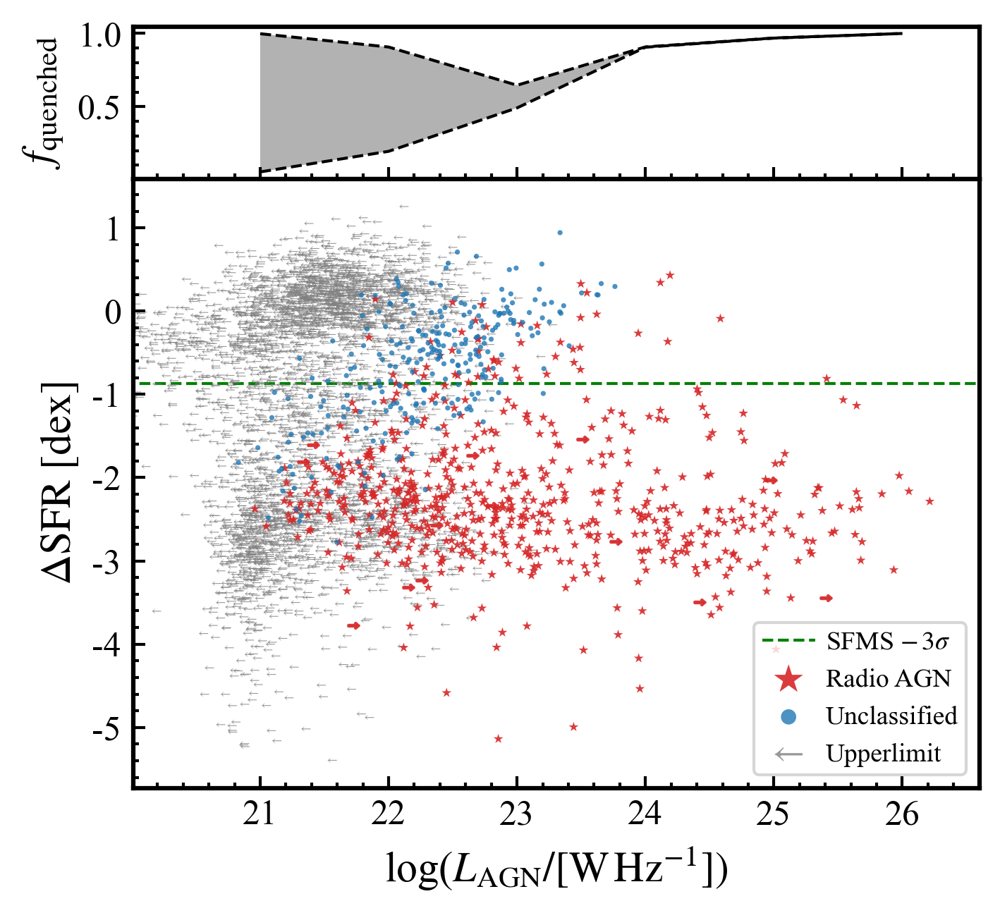 1.0
0.5
f_quenched
1
0
-1
-2
-3
-4
-5
ΔSFR [dex]
SFMS − 3σ
Radio AGN
Unclassified
Upperlimit
21 22 23 24 25 26
log(L_AGN/[W Hz⁻¹])